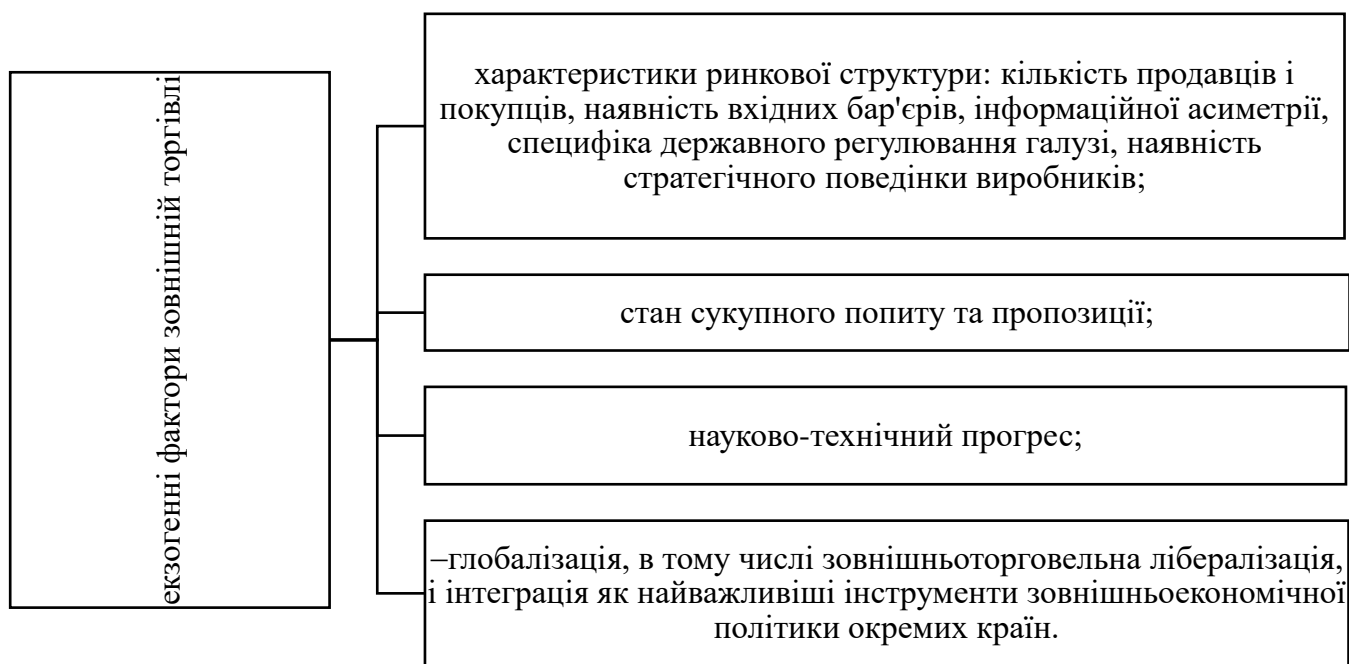 екзогенні фактори зовнішній торгівлі
характеристики ринкової структури: кількість продавців і
покупців, наявність вхідних бар'єрів, інформаційної асиметрії,
специфіка державного регулювання галузі, наявність
стратегічного поведінки виробників;
стан сукупного попиту та пропозиції;
науково-технічний прогрес;
–глобалізація, в тому числі зовнішньоторговельна лібералізація,
і інтеграція як найважливіші інструменти зовнішньоекономічної
політики окремих країн.